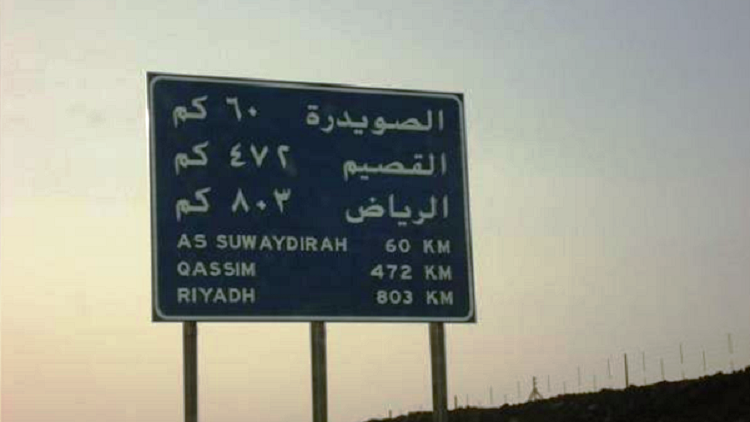 الصويدرة ٦٠ كم
القصيم ٤٧٢ كم
الرياض ٨٠٣ كم
AS SUWAYDIRAH 60 KM
QASSIM 472 KM
RIYADH 803 KM